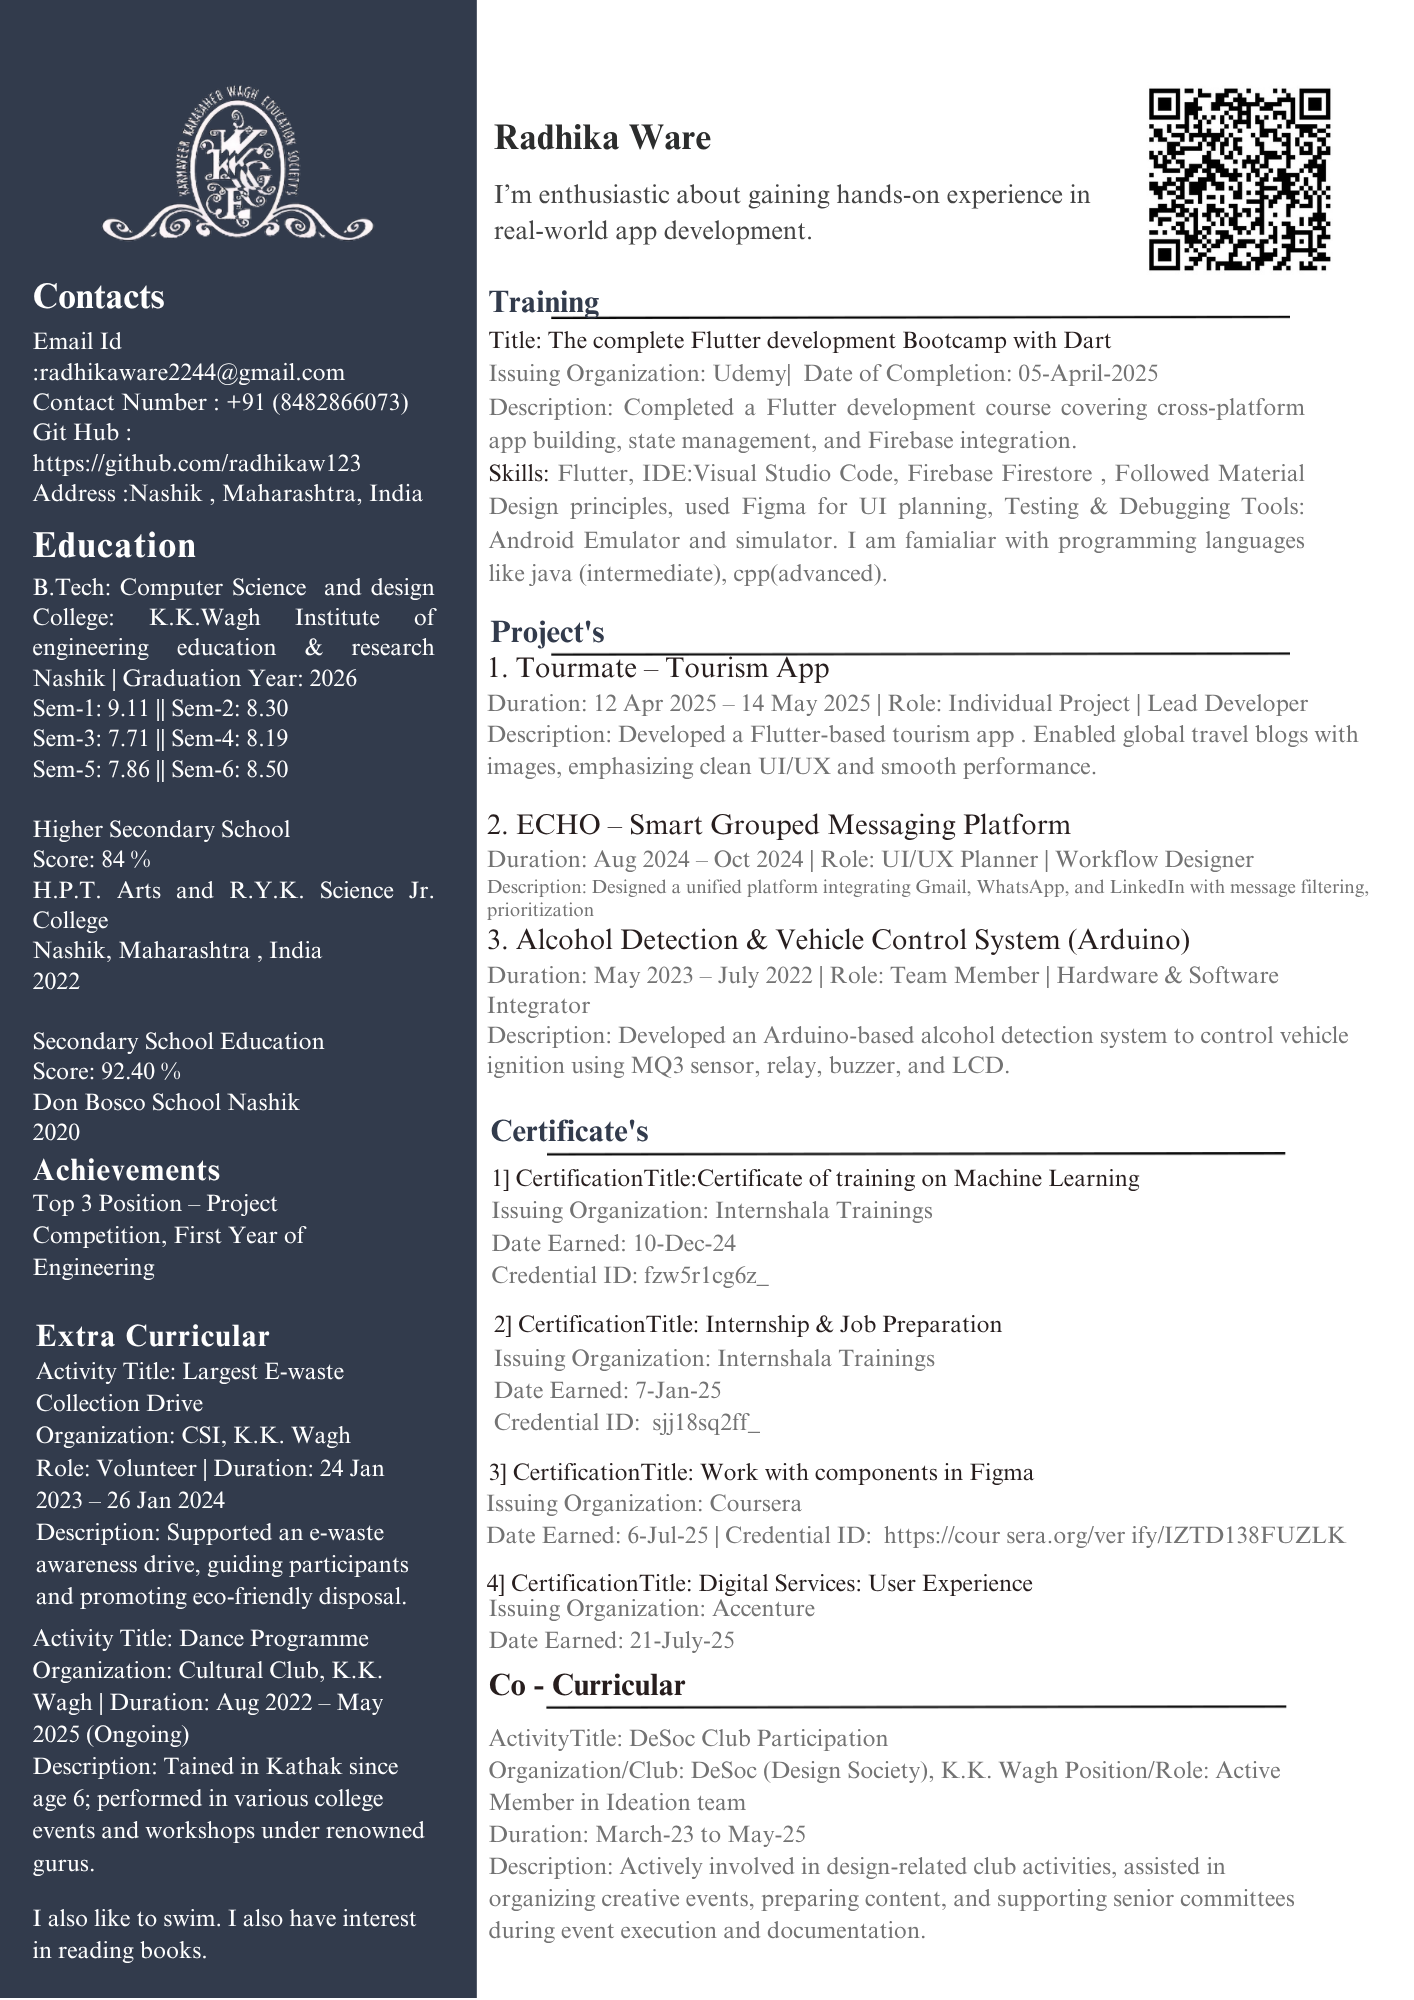 KARMAVEER KAKASAHEB WAGH EDUCATION SOCIETY'S
Contacts
Email Id
:radhikaware2244@gmail.com
Contact Number : +91 (8482866073)
Git Hub :
https://github.com/radhikaw123
Address :Nashik , Maharashtra, India
Education
B.Tech: Computer Science and design
College: K.K.Wagh Institute of
engineering education & research
Nashik | Graduation Year: 2026
Sem-1: 9.11 || Sem-2: 8.30
Sem-3: 7.71 || Sem-4: 8.19
Sem-5: 7.86 || Sem-6: 8.50
Higher Secondary School
Score: 84 %
H.P.T. Arts and R.Y.K. Science Jr.
College
Nashik, Maharashtra , India
2022
Secondary School Education
Score: 92.40 %
Don Bosco School Nashik
2020
Achievements
Top 3 Position – Project
Competition, First Year of
Engineering
Extra Curricular
Activity Title: Largest E-waste
Collection Drive
Organization: CSI, K.K. Wagh
Role: Volunteer | Duration: 24 Jan
2023 – 26 Jan 2024
Description: Supported an e-waste
awareness drive, guiding participants
and promoting eco-friendly disposal.
Activity Title: Dance Programme
Organization: Cultural Club, K.K.
Wagh | Duration: Aug 2022 – May
2025 (Ongoing)
Description: Tained in Kathak since
age 6; performed in various college
events and workshops under renowned
gurus.
I also like to swim. I also have interest
in reading books.
Radhika Ware
I’m enthusiastic about gaining hands-on experience in
real-world app development.
Training
Title: The complete Flutter development Bootcamp with Dart
Issuing Organization: Udemy| Date of Completion: 05-April-2025
Description: Completed a Flutter development course covering cross-platform
app building, state management, and Firebase integration.
Skills: Flutter, IDE:Visual Studio Code, Firebase Firestore , Followed Material
Design principles, used Figma for UI planning, Testing & Debugging Tools:
Android Emulator and simulator. I am famialiar with programming languages
like java (intermediate), cpp(advanced).
Project's
1. Tourmate – Tourism App
Duration: 12 Apr 2025 – 14 May 2025 | Role: Individual Project | Lead Developer
Description: Developed a Flutter-based tourism app . Enabled global travel blogs with
images, emphasizing clean UI/UX and smooth performance.
2. ECHO – Smart Grouped Messaging Platform
Duration: Aug 2024 – Oct 2024 | Role: UI/UX Planner | Workflow Designer
Description: Designed a unified platform integrating Gmail, WhatsApp, and LinkedIn with message filtering,
prioritization
3. Alcohol Detection & Vehicle Control System (Arduino)
Duration: May 2023 – July 2022 | Role: Team Member | Hardware & Software
Integrator
Description: Developed an Arduino-based alcohol detection system to control vehicle
ignition using MQ3 sensor, relay, buzzer, and LCD.
Certificate's
1] CertificationTitle:Certificate of training on Machine Learning
Issuing Organization: Internshala Trainings
Date Earned: 10-Dec-24
Credential ID: fzw5r1cg6z_
2] CertificationTitle: Internship & Job Preparation
Issuing Organization: Internshala Trainings
Date Earned: 7-Jan-25
Credential ID: sjj18sq2ff_
3] CertificationTitle: Work with components in Figma
Issuing Organization: Coursera
Date Earned: 6-Jul-25 | Credential ID: https://cour sera.org/ver ify/IZTD138FUZLK
4] CertificationTitle: Digital Services: User Experience
Issuing Organization: Accenture
Date Earned: 21-July-25
Co - Curricular
ActivityTitle: DeSoc Club Participation
Organization/Club: DeSoc (Design Society), K.K. Wagh Position/Role: Active
Member in Ideation team
Duration: March-23 to May-25
Description: Actively involved in design-related club activities, assisted in
organizing creative events, preparing content, and supporting senior committees
during event execution and documentation.